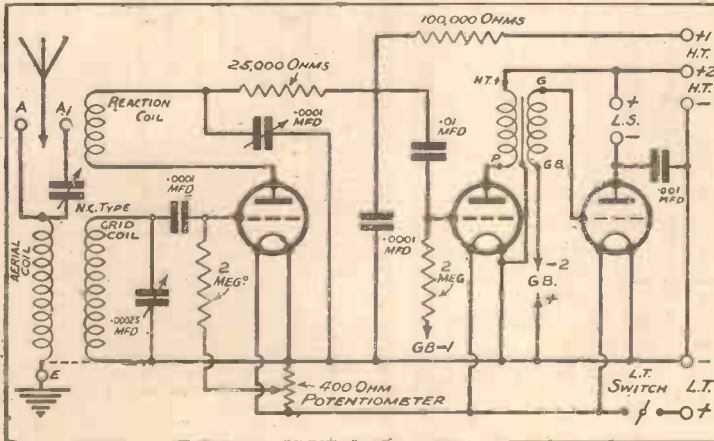 100,000 OHMS
+1
H.T.
25,000 OHMS
+2
H.T.
A
A1
REACTION
COIL
.0001
MFD
.01
MFD
H.T.+
G
+
L.S.
-
-
.0001
MFD
P
G.B.
.001
MFD
N.C. TYPE
GRID
COIL
AERIAL
COIL
2
MEG.
.0001
MFD
2
MEG
-2
G.B.
+
.00025
MFD
GB-1
E
400 OHM
POTENTIOMETER
L.T.
SWITCH
-
L.T.
+